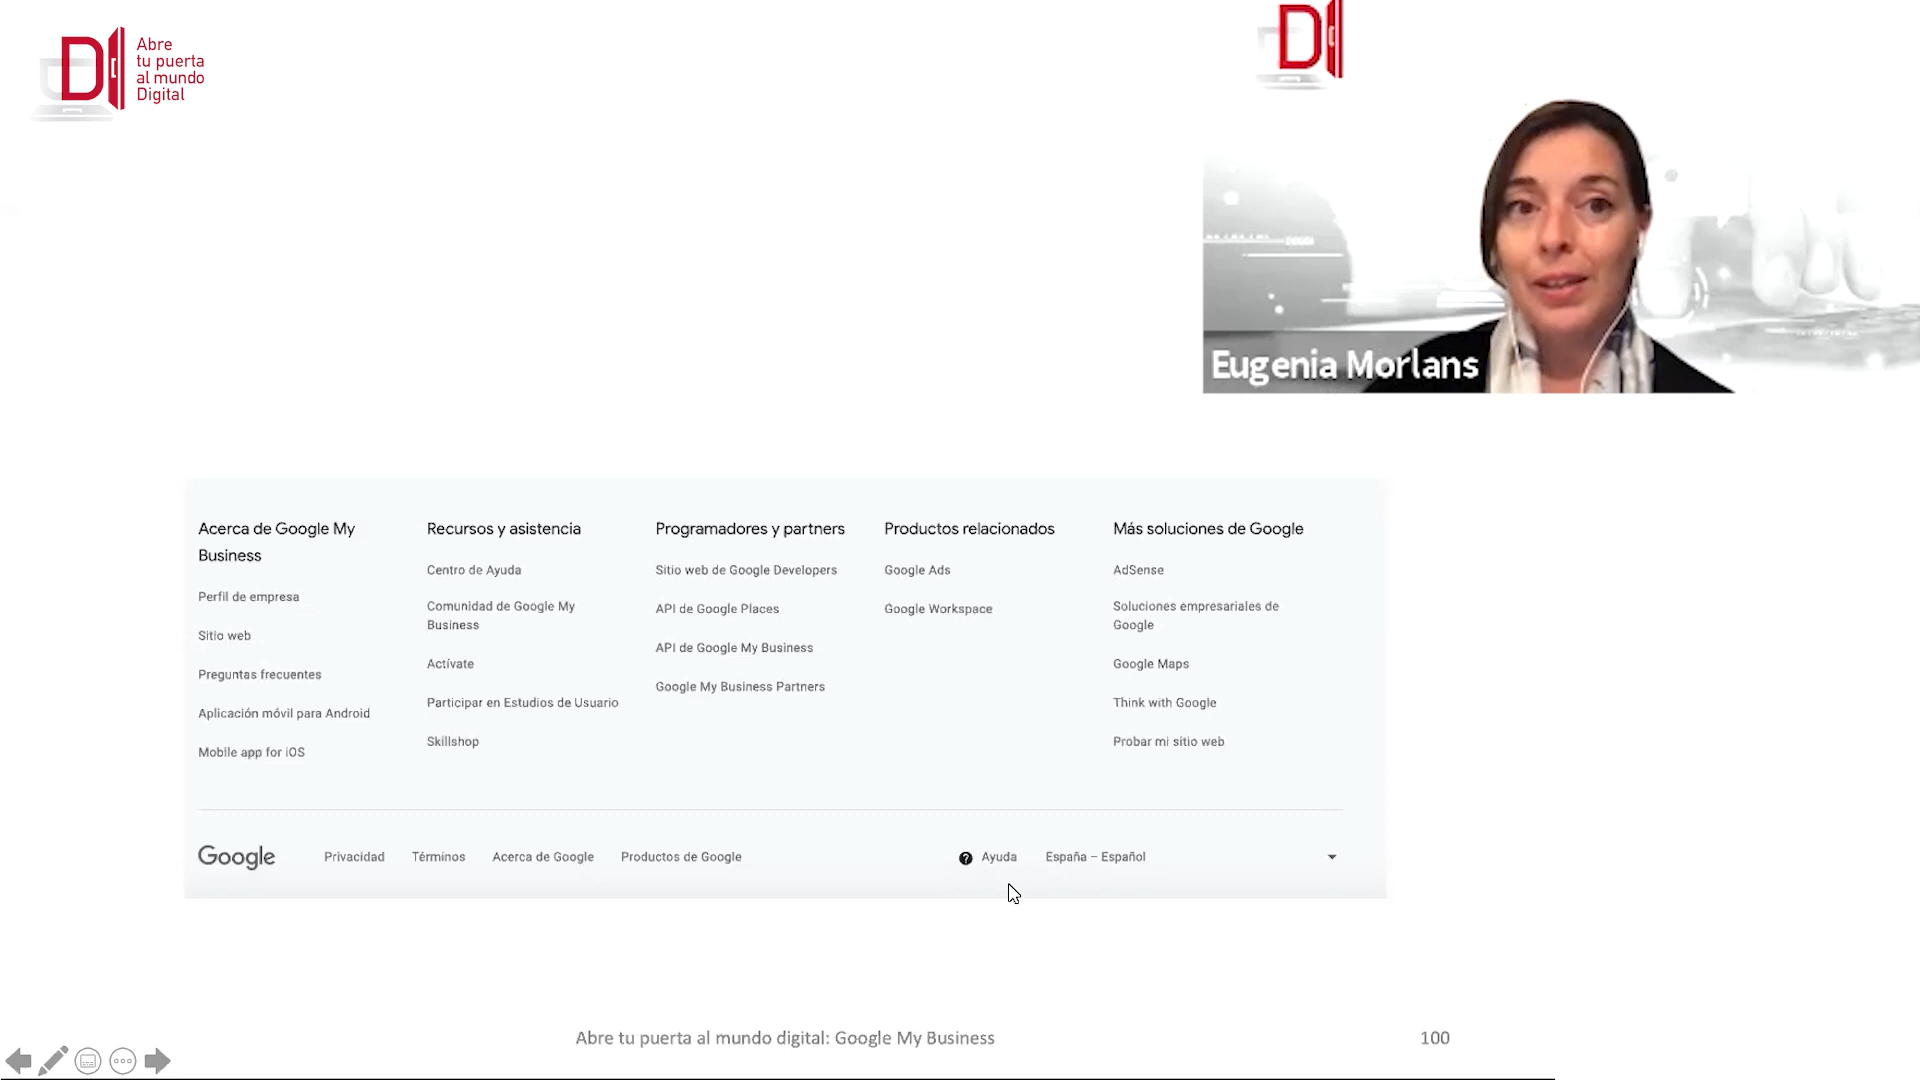 Abre
tu puerta
al mundo
Digital
Eugenia Morlans
Acerca de Google My
Business
Perfil de empresa
Sitio web
Preguntas frecuentes
Aplicación móvil para Android
Mobile app for iOS
Recursos y asistencia
Centro de Ayuda
Comunidad de Google My
Business
Actívate
Participar en Estudios de Usuario
Skillshop
Programadores y partners
Sitio web de Google Developers
API de Google Places
API de Google My Business
Google My Business Partners
Productos relacionados
Google Ads
Google Workspace
Más soluciones de Google
AdSense
Soluciones empresariales de
Google
Google Maps
Think with Google
Probar mi sitio web
Google
Privacidad
Términos
Acerca de Google
Productos de Google
Ayuda
España – Español
Abre tu puerta al mundo digital: Google My Business
100